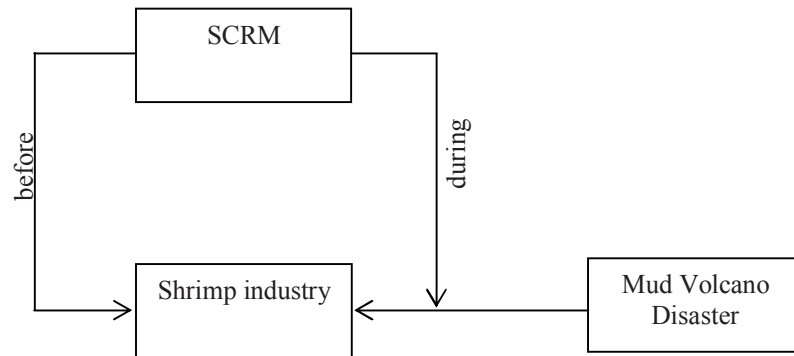 SCRM
before
during
Shrimp industry
Mud Volcano
Disaster